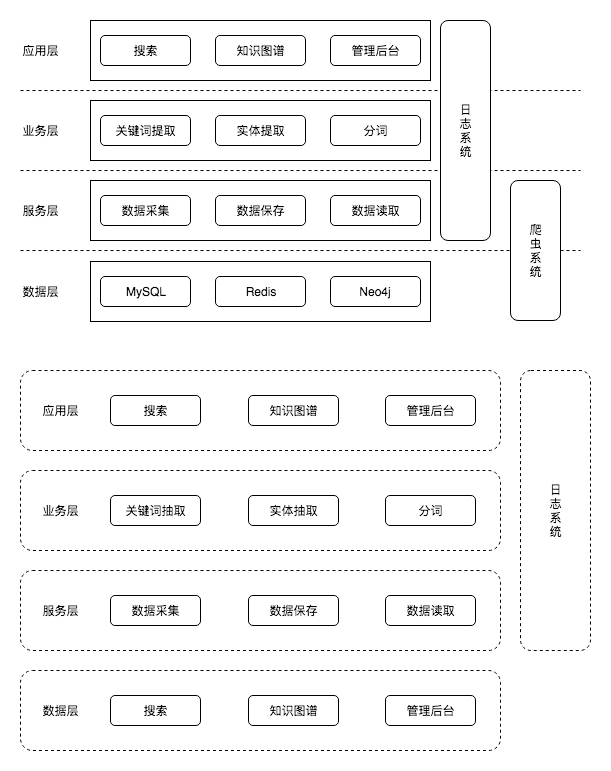 应用层
搜索
知识图谱
管理后台
业务层
关键词提取
实体提取
分词
服务层
数据采集
数据保存
数据读取
数据层
MySQL
Redis
Neo4j
日志系统
爬虫系统
应用层
搜索
知识图谱
管理后台
业务层
关键词抽取
实体抽取
分词
服务层
数据采集
数据保存
数据读取
数据层
搜索
知识图谱
管理后台
日志系统